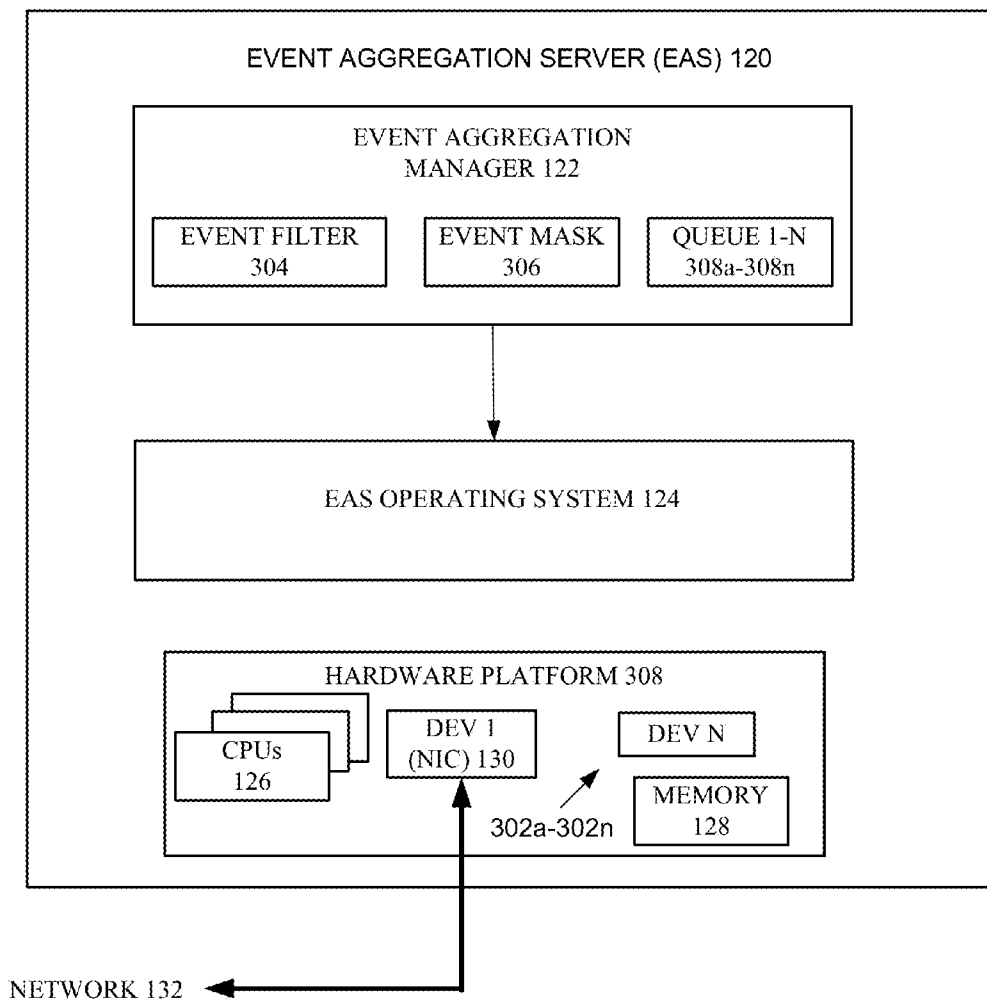 EVENT AGGREGATION SERVER (EAS) 120
EVENT AGGREGATION
MANAGER 122
EVENT FILTER
304
EVENT MASK
306
QUEUE 1-N
308a-308n
EAS OPERATING SYSTEM 124
HARDWARE PLATFORM 308
CPUs
126
DEV 1
(NIC) 130
DEV N
302a-302n
MEMORY
128
NETWORK 132